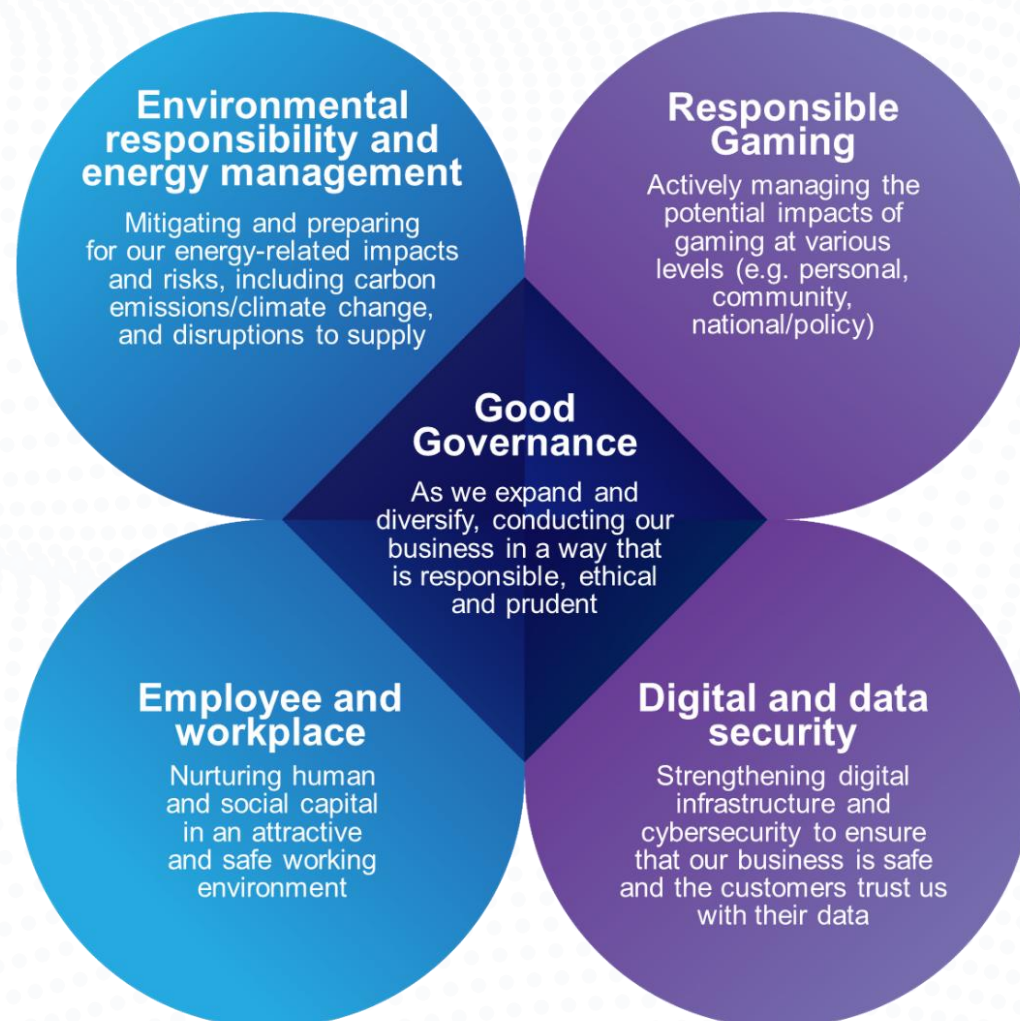 Environmental
responsibility and
energy management
Mitigating and preparing
for our energy-related impacts
and risks, including carbon
emissions/climate change,
and disruptions to supply
Responsible
Gaming
Actively managing the
potential impacts of
gaming at various
levels (e.g. personal,
community,
national/policy)
Good
Governance
As we expand and
diversify, conducting our
business in a way that
is responsible, ethical
and prudent
Employee and
workplace
Nurturing human
and social capital
in an attractive
and safe working
environment
Digital and data
security
Strengthening digital
infrastructure and
cybersecurity to ensure
that our business is safe
and the customers trust us
with their data